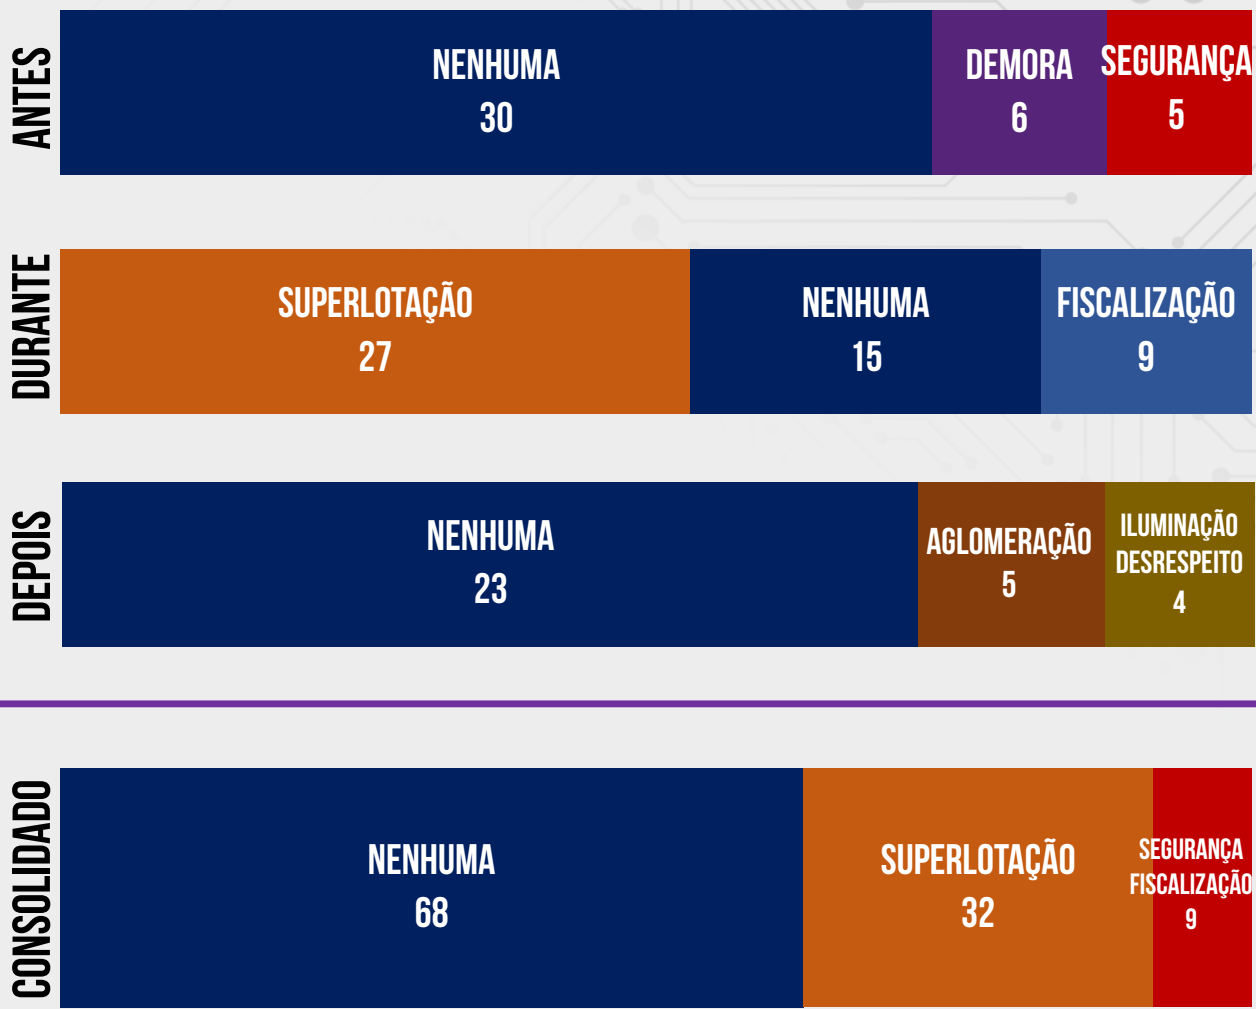 ANTES
NENHUMA
30
DEMORA
6
SEGURANÇA
5
DURANTE
SUPERLOTAÇÃO
27
NENHUMA
15
FISCALIZAÇÃO
9
DEPOIS
NENHUMA
23
AGLOMERAÇÃO
5
ILUMINAÇÃO
DESRESPEITO
4
CONSOLIDADO
NENHUMA
68
SUPERLOTAÇÃO
32
SEGURANÇA
FISCALIZAÇÃO
9